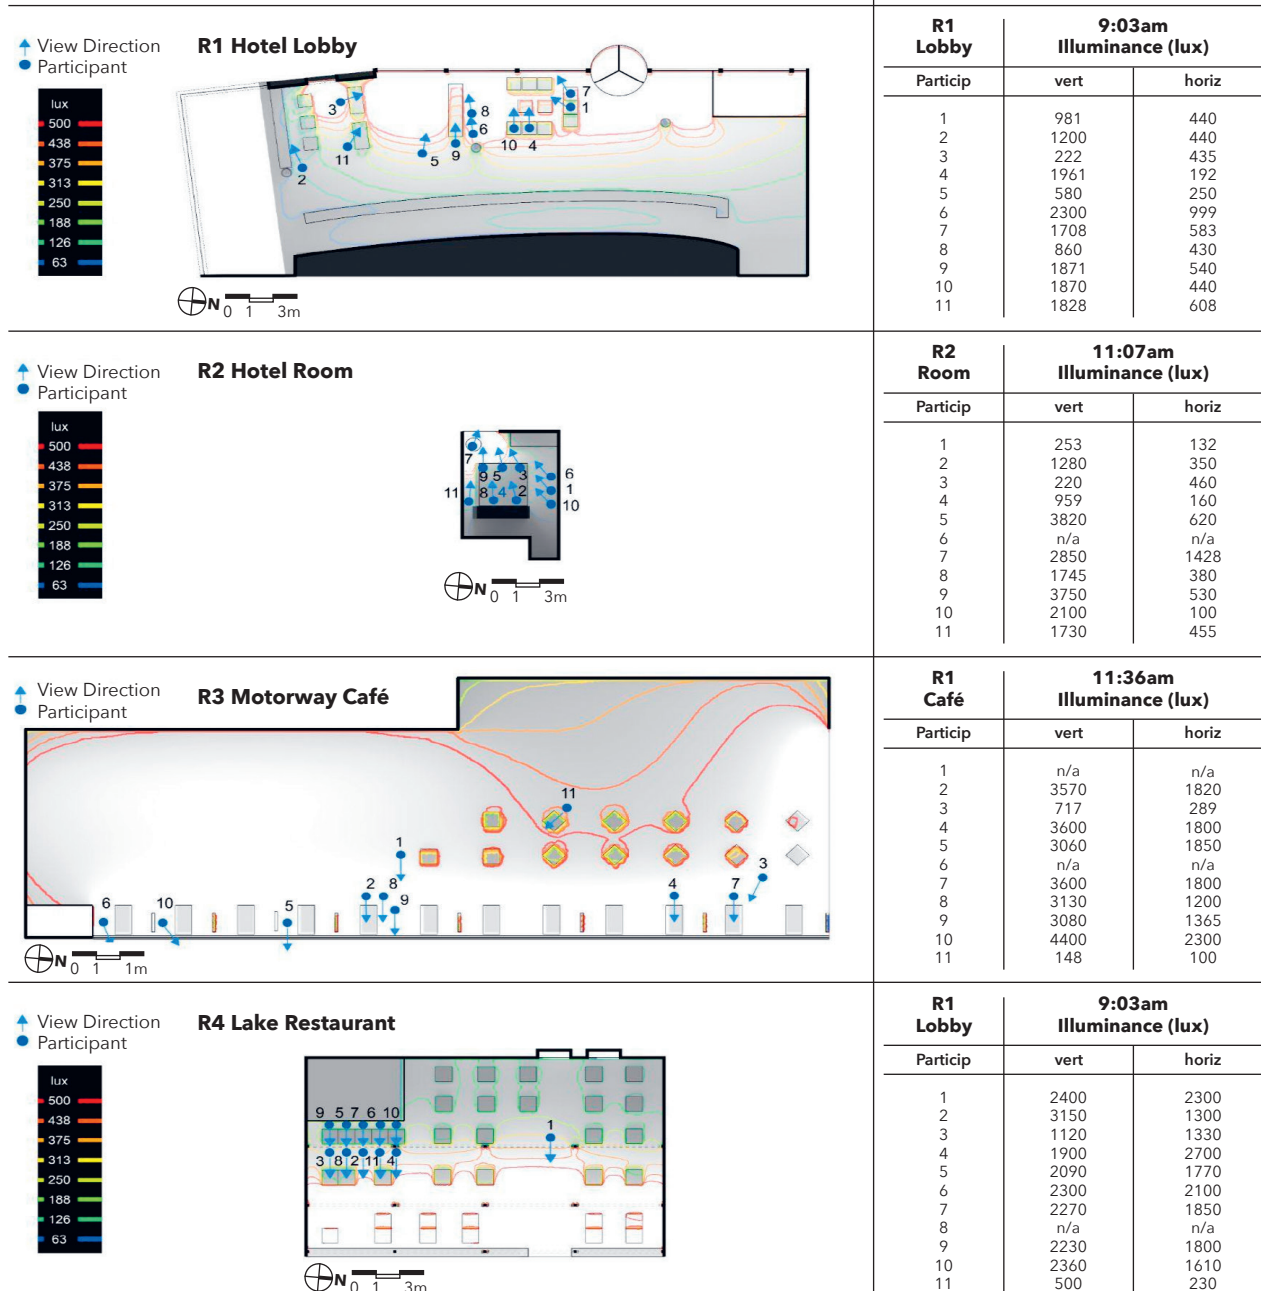 View Direction
Participant
R1 Hotel Lobby
lux
500
438
375
313
250
188
126
63
7
1
3
8
6
10 4
11
5
9
2
N
0 1 3m
R1 Lobby
9:03am
Illuminance (lux)
Particip vert horiz
1 981 440
2 1200 440
3 222 435
4 1961 192
5 580 250
6 2300 999
7 1708 583
8 860 430
9 1871 540
10 1870 440
11 1828 608
View Direction
Participant
R2 Hotel Room
lux
500
438
375
313
250
188
126
63
7
9 5 3 6
11 8 4 2 1
10
N
0 1 3m
R2 Room
11:07am
Illuminance (lux)
Particip vert horiz
1 253 132
2 1280 350
3 220 460
4 959 160
5 3820 620
6 n/a n/a
7 2850 1428
8 1745 380
9 3750 530
10 2100 100
11 1730 455
View Direction
Participant
R3 Motorway Café
11
1
3
2 8 4 7
6 10 5 9
N
0 1 1m
R1 Café
11:36am
Illuminance (lux)
Particip vert horiz
1 n/a n/a
2 3570 1820
3 717 289
4 3600 1800
5 3060 1850
6 n/a n/a
7 3600 1800
8 3130 1200
9 3080 1365
10 4400 2300
11 148 100
View Direction
Participant
R4 Lake Restaurant
lux
500
438
375
313
250
188
126
63
9 5 7 6 10
1
3 8 2 11 4
N
0 1 3m
R1 Lobby
9:03am
Illuminance (lux)
Particip vert horiz
1 2400 2300
2 3150 1300
3 1120 1330
4 1900 2700
5 2090 1770
6 2300 2100
7 2270 1850
8 n/a n/a
9 2230 1800
10 2360 1610
11 500 230